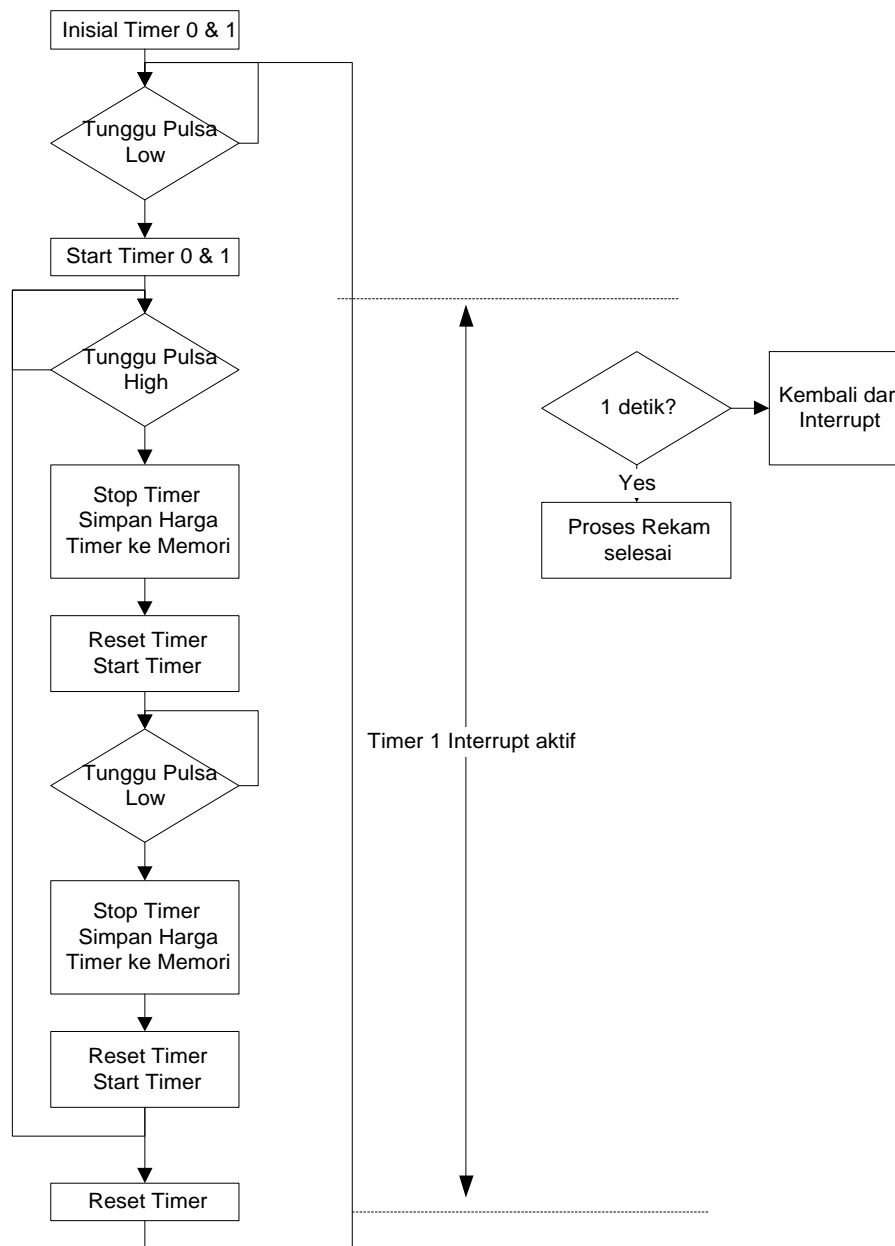 Inisial Timer 0 & 1
Tunggu Pulsa
Low
Start Timer 0 & 1
Tunggu Pulsa
High
1 detik?
Kembali dar
Interrupt
Yes
Stop Timer
Simpan Harga
Timer ke Memori
Proses Rekam
selesai
Reset Timer
Start Timer
Timer 1 Interrupt aktif
Tunggu Pulsa
Low
Stop Timer
Simpan Harga
Timer ke Memori
Reset Timer
Start Timer
Reset Timer